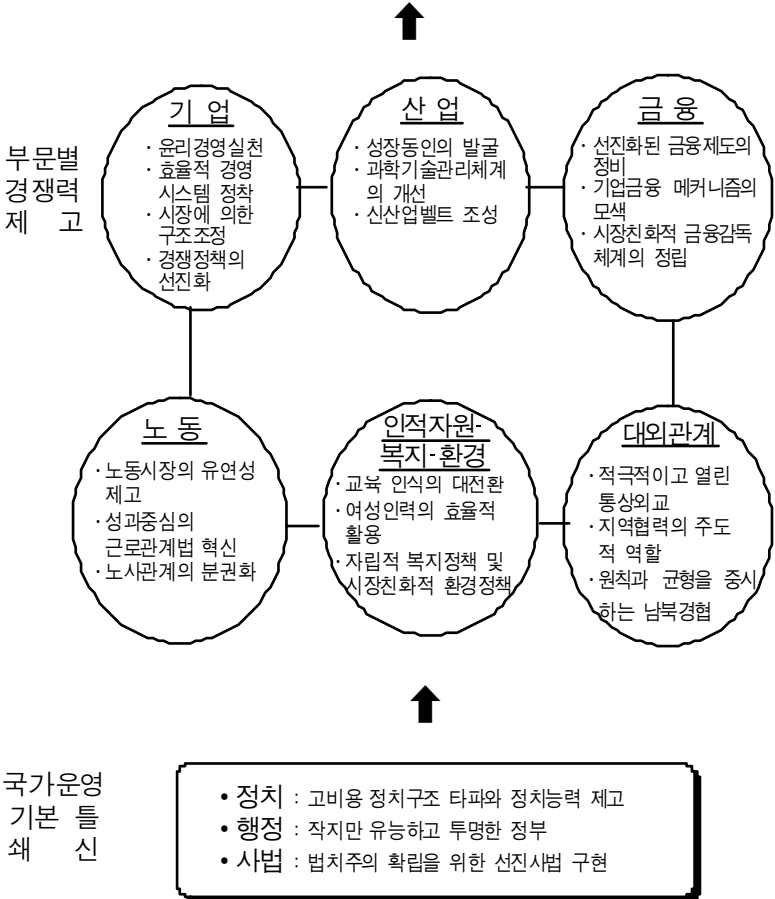 부문별
경쟁력
제 고
기 업
· 윤리경영실천
· 효율적 경영
시스템 정착
· 시장에 의한
구조조정
· 경쟁정책의
선진화
산 업
· 성장동인의 발굴
· 과학기술관리체계
의 개선
· 신산업벨트 조성
금 융
· 선진화된 금융제도의
정비
· 기업금융 메커니즘의
모색
· 시장친화적 금융감독
체계의 정립
노 동
· 노동시장의 유연성
제고
· 성과중심의
근로관계법 혁신
· 노사관계의 분권화
인적자원-
복지-환경
· 교육 인식의 대전환
· 여성인력의 효율적
활용
· 자립적 복지정책 및
시장친화적 환경정책
대외관계
· 적극적이고 열린
통상외교
· 지역협력의 주도
적 역할
· 원칙과 균형을 중시
하는 남북경협
국가운영
기본 틀
쇄 신
• 정치 : 고비용 정치구조 타파와 정치능력 제고
• 행정 : 작지만 유능하고 투명한 정부
• 사법 : 법치주의 확립을 위한 선진사법 구현